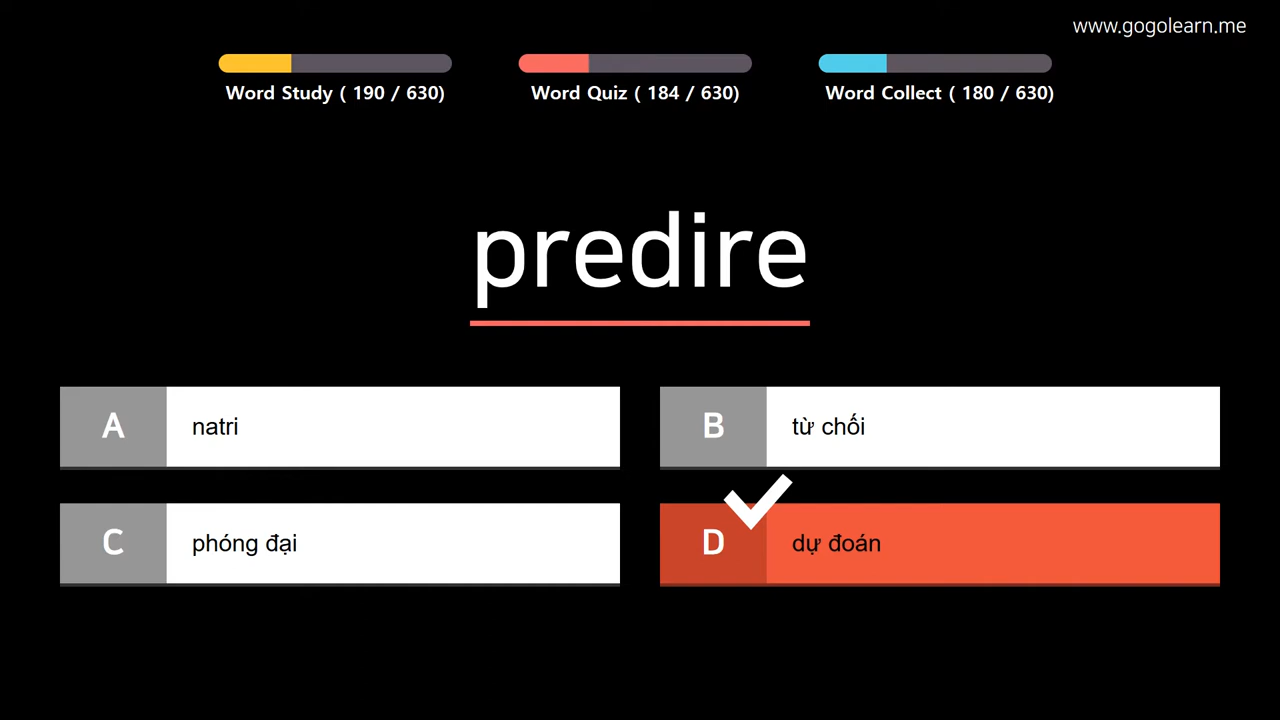 www.gogolearn.me
Word Study ( 190 / 630)
Word Quiz ( 184 / 630)
Word Collect ( 180 / 630)
predire
A natri
B từ chối
C phóng đại
D dự đoán